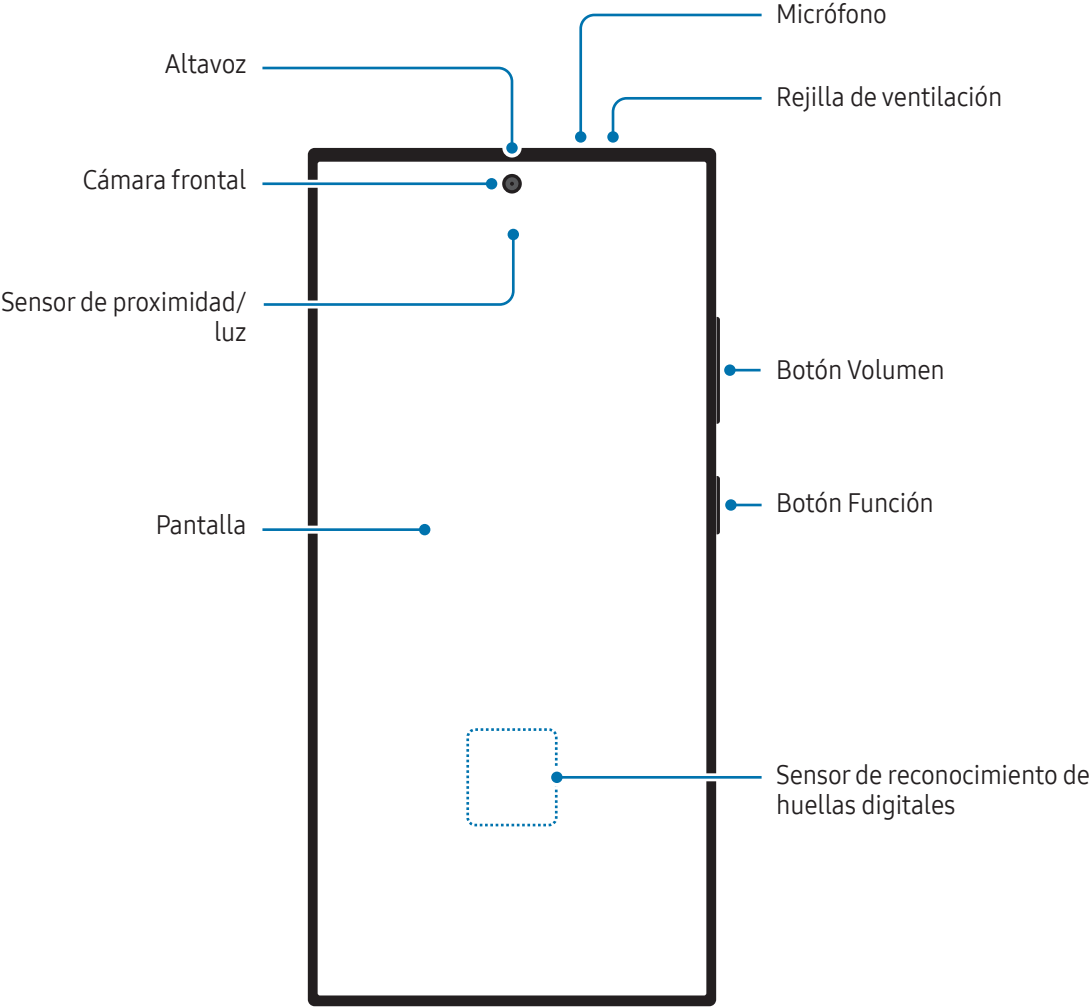 Micrófono
Altavoz
Rejilla de ventilación
Cámara frontal
Sensor de proximidad/
luz
Botón Volumen
Botón Función
Pantalla
Sensor de reconocimiento de
huellas digitales